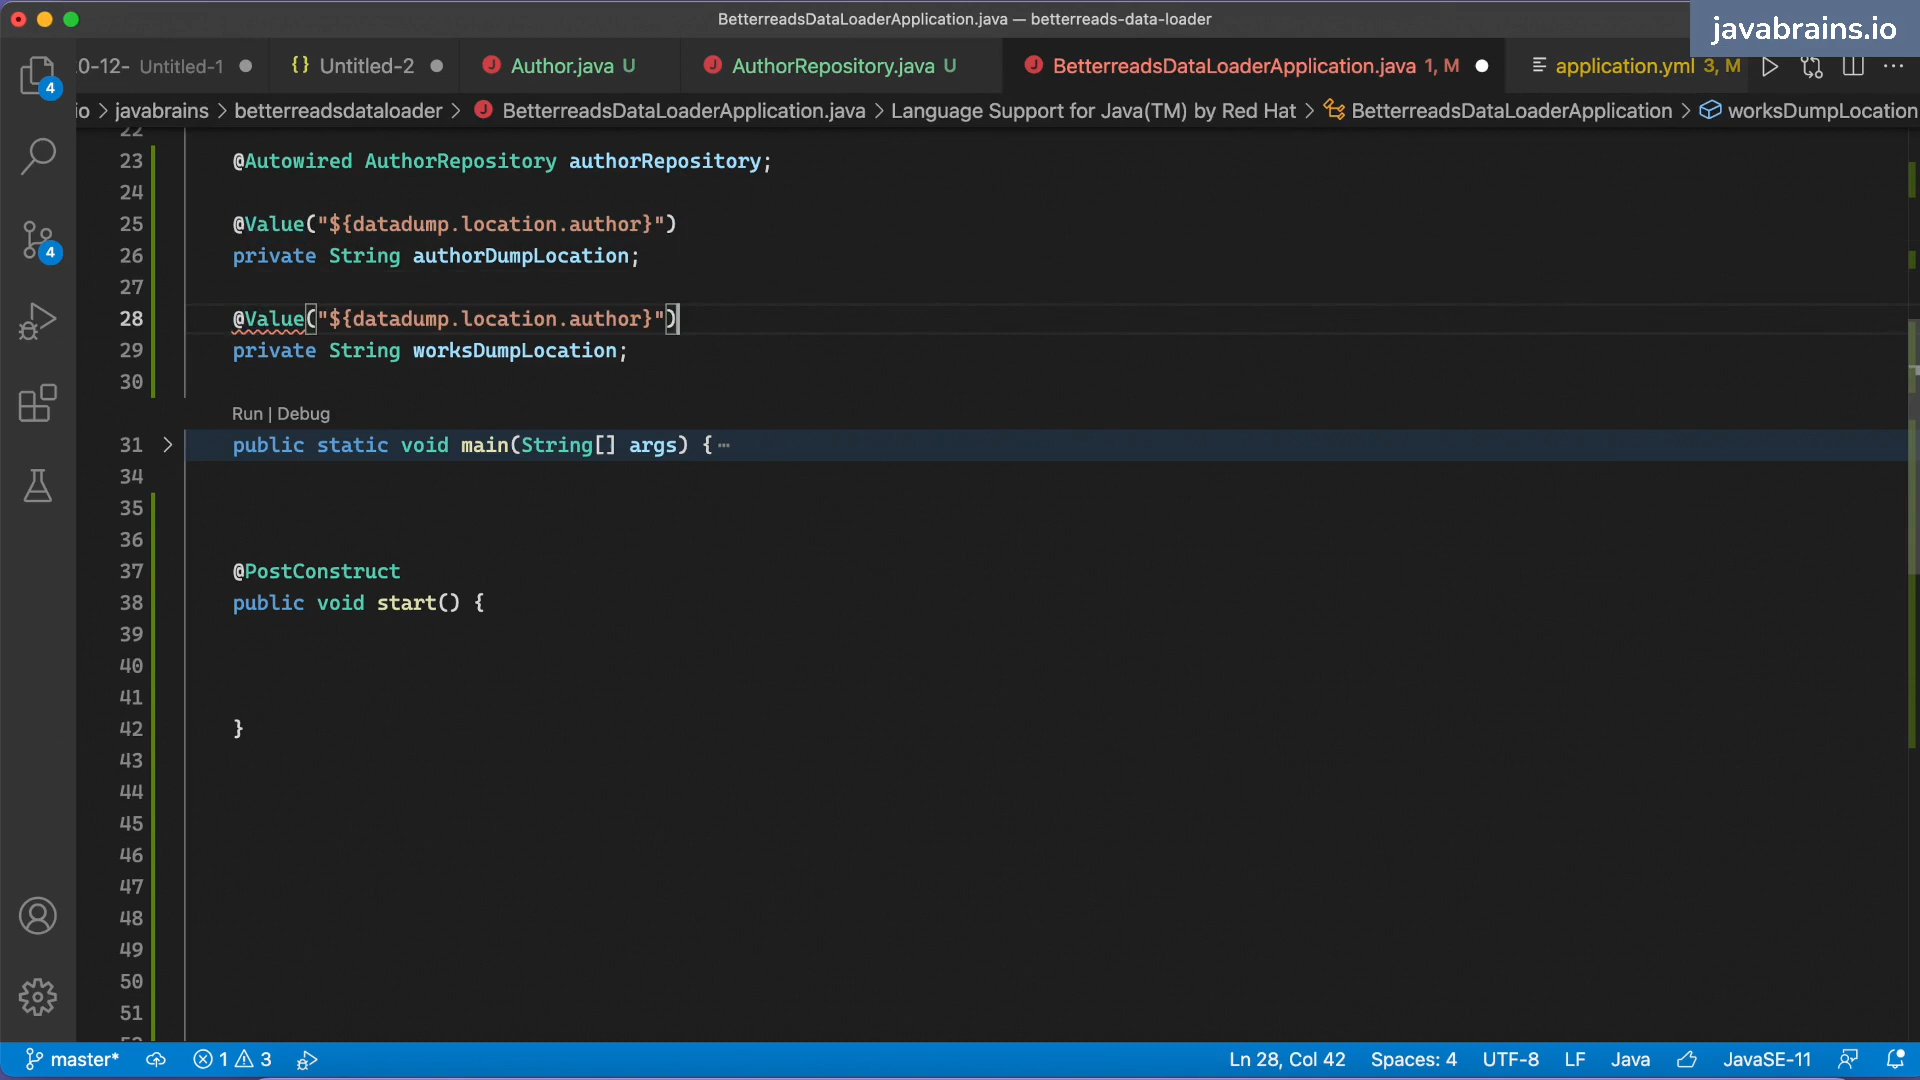 BetterreadsDataLoaderApplication.java — betterreads-data-loader
javabrains.io
0-12- Untitled-1
{} Untitled-2
Author.java U
AuthorRepository.java U
BetterreadsDataLoaderApplication.java 1, M
application.yml 3, M
io > javabrains > betterreadsdataloader > BetterreadsDataLoaderApplication.java > Language Support for Java(TM) by Red Hat > BetterreadsDataLoaderApplication > worksDumpLocation
4
4
22
23 @Autowired AuthorRepository authorRepository;
24
25 @Value("${datadump.location.author}")
26 private String authorDumpLocation;
27
28 @Value("${datadump.location.author}")
29 private String worksDumpLocation;
30
Run | Debug
31 public static void main(String[] args) { ⋯
34
35
36
37 @PostConstruct
38 public void start() {
39
40
41
42 }
43
44
45
46
47
48
49
50
51
master* 1 3 Ln 28, Col 42 Spaces: 4 UTF-8 LF Java JavaSE-11